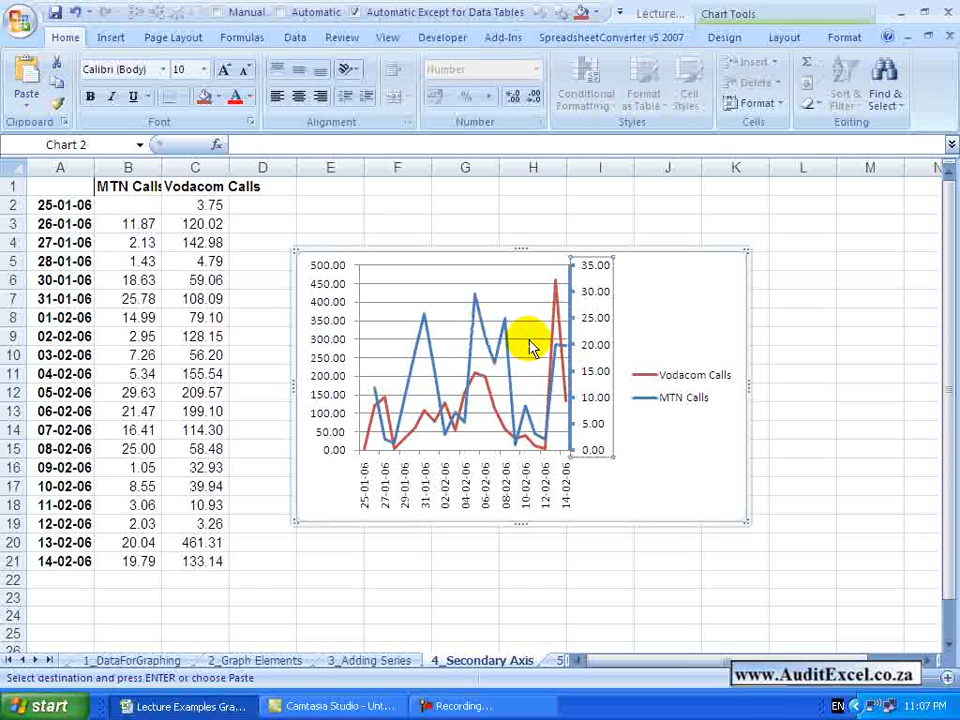 Manual Automatic Automatic Except for Data Tables Lecture... Chart Tools
Home Insert Page Layout Formulas Data Review View Developer Add-Ins SpreadsheetConverter v5 2007 Design Layout Format
Paste Calibri (Body) 10 Number Conditional Formatting Format as Table Cell Styles Insert Delete Format Sort & Filter Find & Select
Clipboard Font Alignment Number Styles Cells Editing
Chart 2 fx
A B C D E F G H I J K L M N
1 MTN Calls Vodacom Calls
2 25-01-06 3.75
3 26-01-06 11.87 120.02
4 27-01-06 2.13 142.98
5 28-01-06 1.43 4.79
6 30-01-06 18.63 59.06
7 31-01-06 25.78 108.09
8 01-02-06 14.99 79.10
9 02-02-06 2.95 128.15
10 03-02-06 7.26 56.20
11 04-02-06 5.34 155.54
12 05-02-06 29.63 209.57
13 06-02-06 21.47 199.10
14 07-02-06 16.41 114.30
15 08-02-06 25.00 58.48
16 09-02-06 1.05 32.93
17 10-02-06 8.55 39.94
18 11-02-06 3.06 10.93
19 12-02-06 2.03 3.26
20 13-02-06 20.04 461.31
21 14-02-06 19.79 133.14
22
23
24
25
26
500.00 35.00
450.00 30.00
400.00 25.00
350.00 20.00
300.00 15.00
250.00 10.00
200.00 5.00
150.00 0.00
100.00
50.00
0.00
Vodacom Calls
MTN Calls
25-01-06 27-01-06 29-01-06 31-01-06 02-02-06 04-02-06 06-02-06 08-02-06 10-02-06 12-02-06 14-02-06
1_DataForGraphing 2_Graph Elements 3_Adding Series 4_Secondary Axis 5
Select destination and press ENTER or choose Paste
www.AuditExcel.co.za
start Lecture Examples Gra... Camtasia Studio - Unt... Recording... EN 11:07 PM